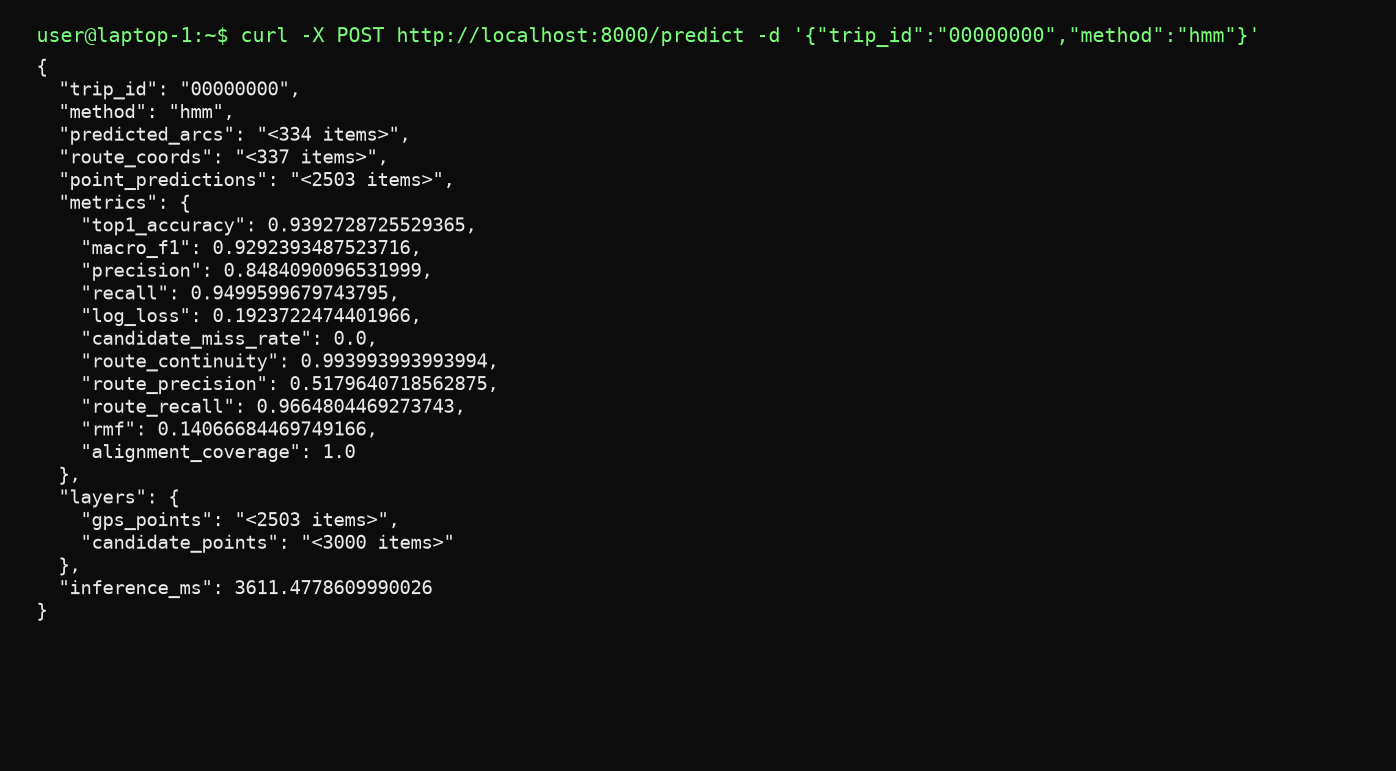 user@laptop-1:~$ curl -X POST http://localhost:8000/predict -d '{"trip_id":"00000000","method":"hmm"}'
{
  "trip_id": "00000000",
  "method": "hmm",
  "predicted_arcs": "<334 items>",
  "route_coords": "<337 items>",
  "point_predictions": "<2503 items>",
  "metrics": {
    "top1_accuracy": 0.9392728725529365,
    "macro_f1": 0.9292393487523716,
    "precision": 0.8484090096531999,
    "recall": 0.9499599679743795,
    "log_loss": 0.1923722474401966,
    "candidate_miss_rate": 0.0,
    "route_continuity": 0.993993993993994,
    "route_precision": 0.5179640718562875,
    "route_recall": 0.9664804469273743,
    "rmf": 0.14066684469749166,
    "alignment_coverage": 1.0
  },
  "layers": {
    "gps_points": "<2503 items>",
    "candidate_points": "<3000 items>"
  },
  "inference_ms": 3611.4778609990026
}